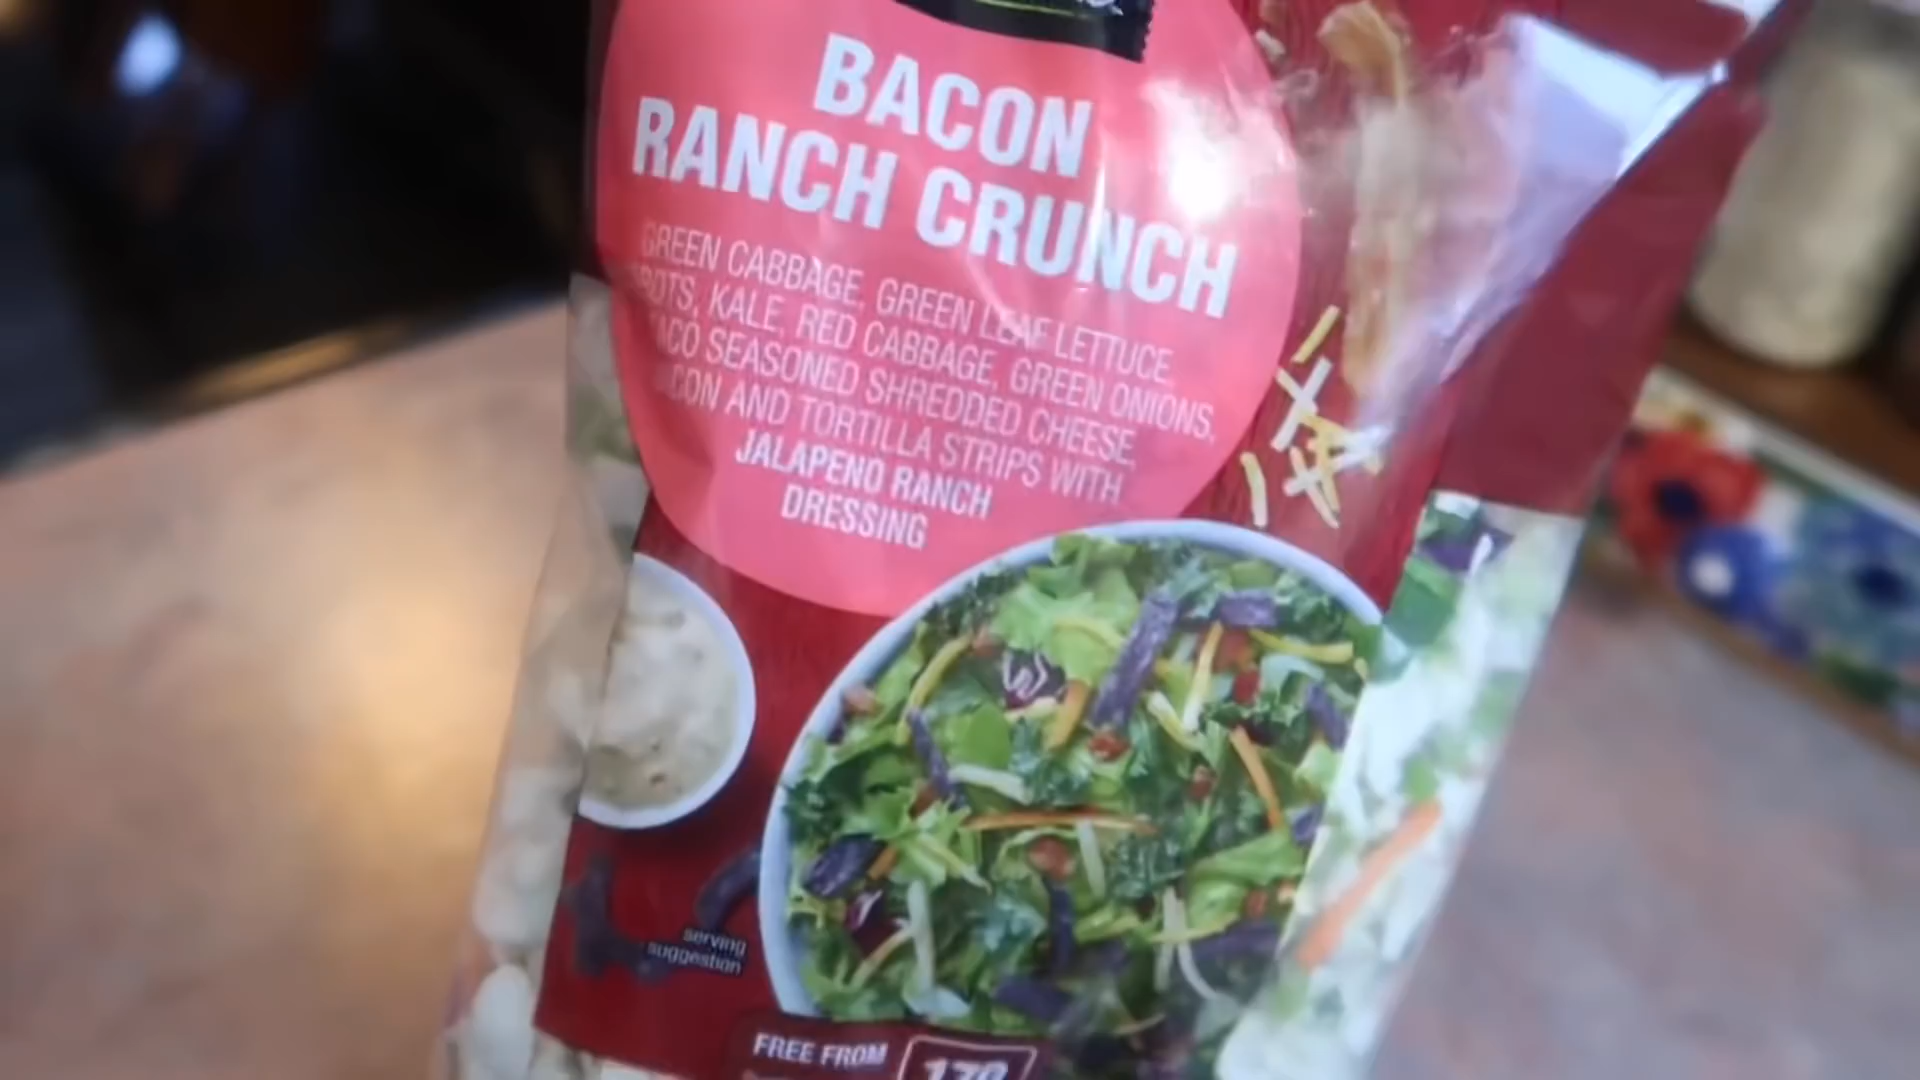 BACON
RANCH CRUNCH
GREEN CABBAGE, GREEN LEAF LETTUCE,
KALE, RED CABBAGE, GREEN ONIONS,
SEASONED SHREDDED CHEESE,
AND TORTILLA STRIPS WITH
JALAPENO RANCH
DRESSING
serving
suggestion
FREE FROM
170